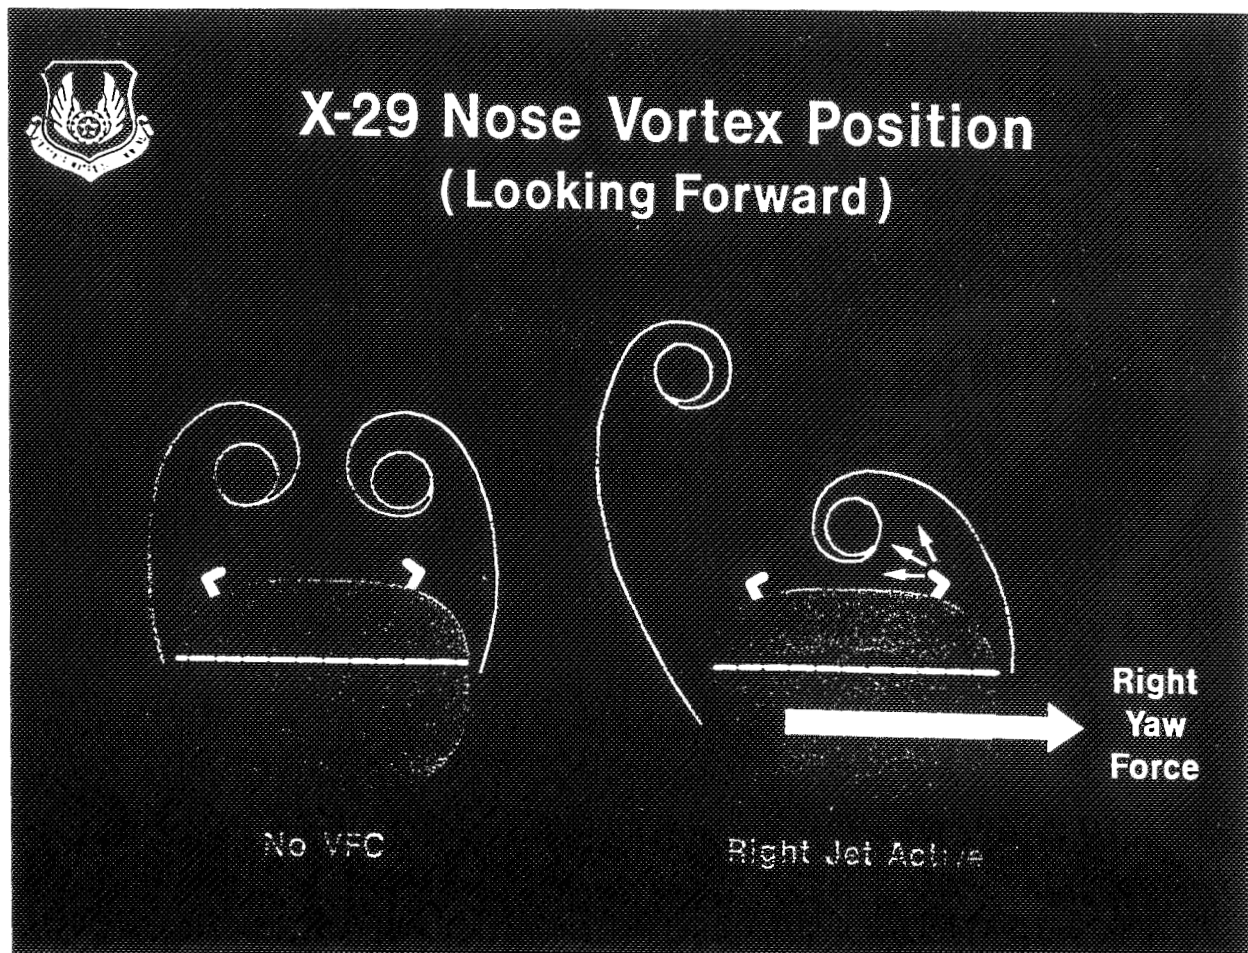 X-29 Nose Vortex Position
(Looking Forward)
Right
Yaw
Force
No VFC
Right Jet Active